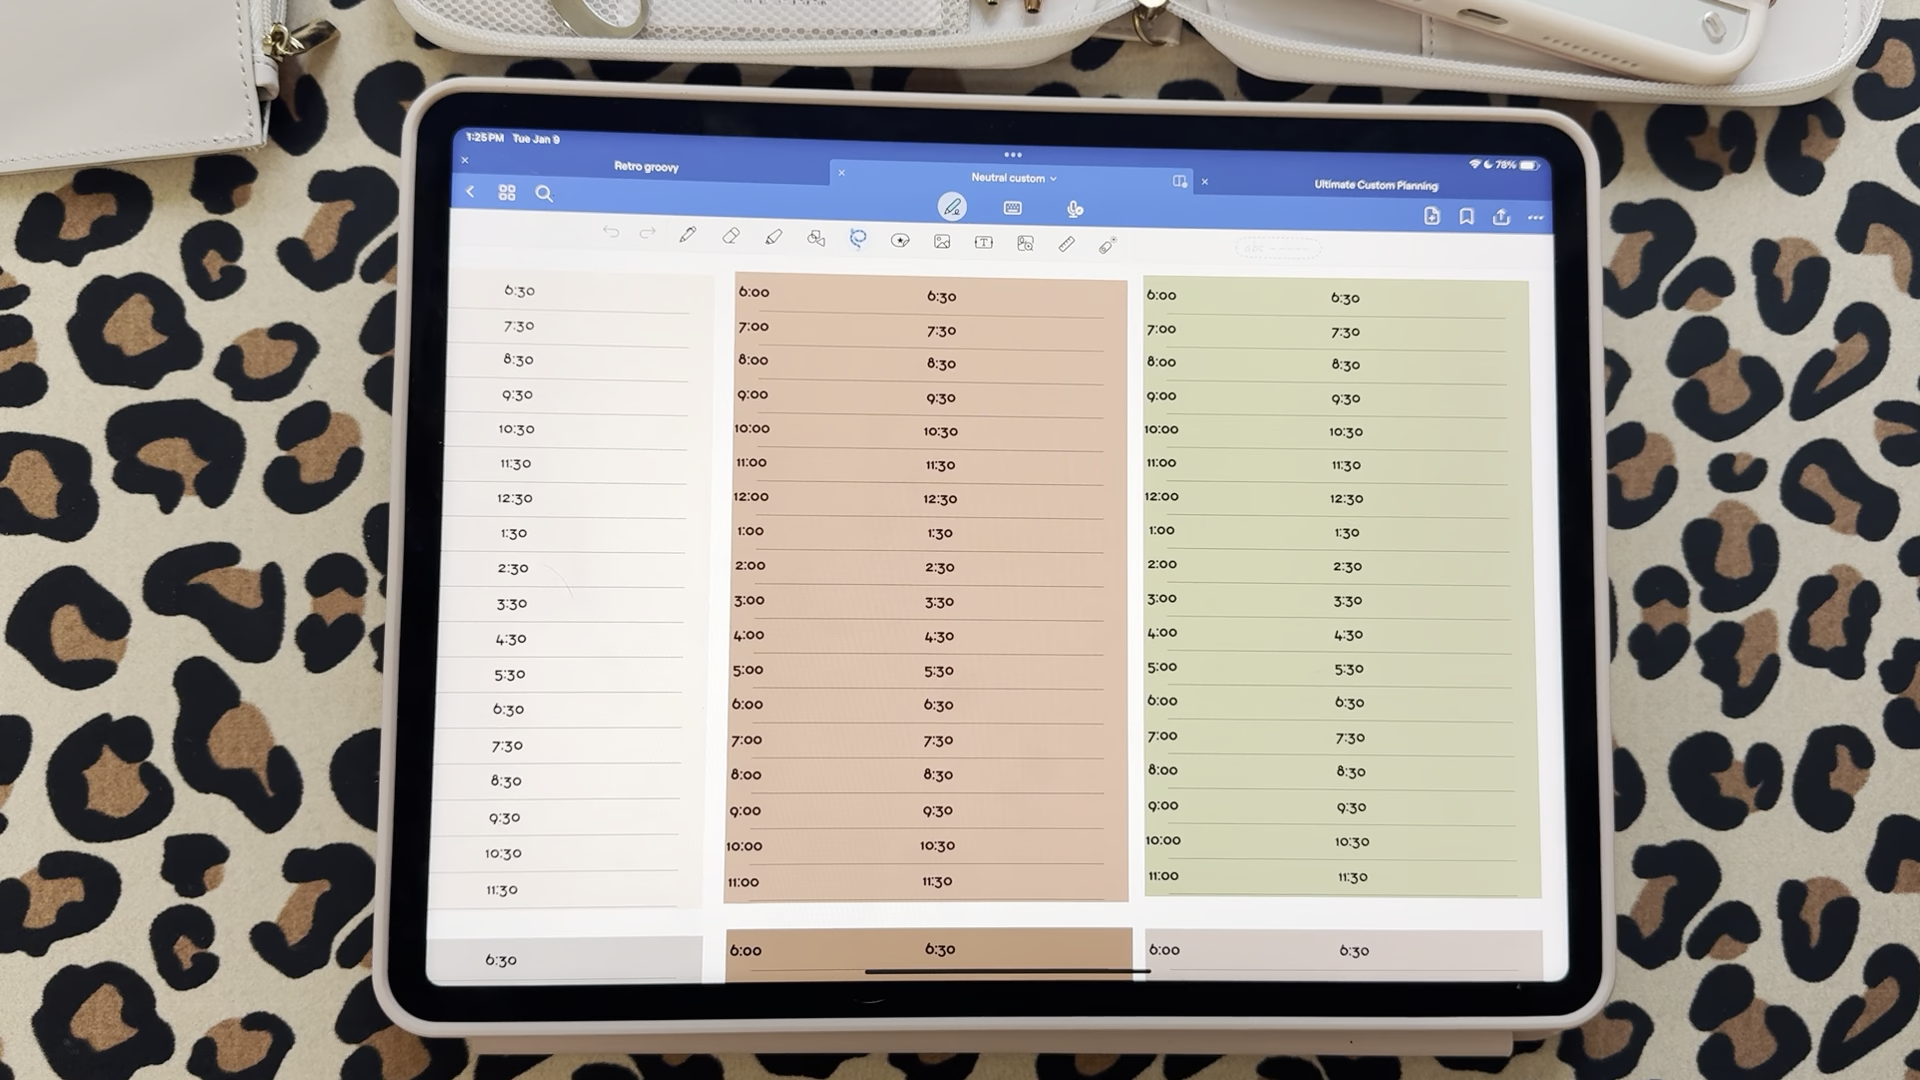 1:25 PM Tue Jan 9
78%
Retro groovy
Neutral custom
Ultimate Custom Planning
6:30 6:00 6:30 6:00 6:30
7:30 7:00 7:30 7:00 7:30
8:30 8:00 8:30 8:00 8:30
9:30 9:00 9:30 9:00 9:30
10:30 10:00 10:30 10:00 10:30
11:30 11:00 11:30 11:00 11:30
12:30 12:00 12:30 12:00 12:30
1:30 1:00 1:30 1:00 1:30
2:30 2:00 2:30 2:00 2:30
3:30 3:00 3:30 3:00 3:30
4:30 4:00 4:30 4:00 4:30
5:30 5:00 5:30 5:00 5:30
6:30 6:00 6:30 6:00 6:30
7:30 7:00 7:30 7:00 7:30
8:30 8:00 8:30 8:00 8:30
9:30 9:00 9:30 9:00 9:30
10:30 10:00 10:30 10:00 10:30
11:30 11:00 11:30 11:00 11:30
6:30 6:00 6:30 6:00 6:30